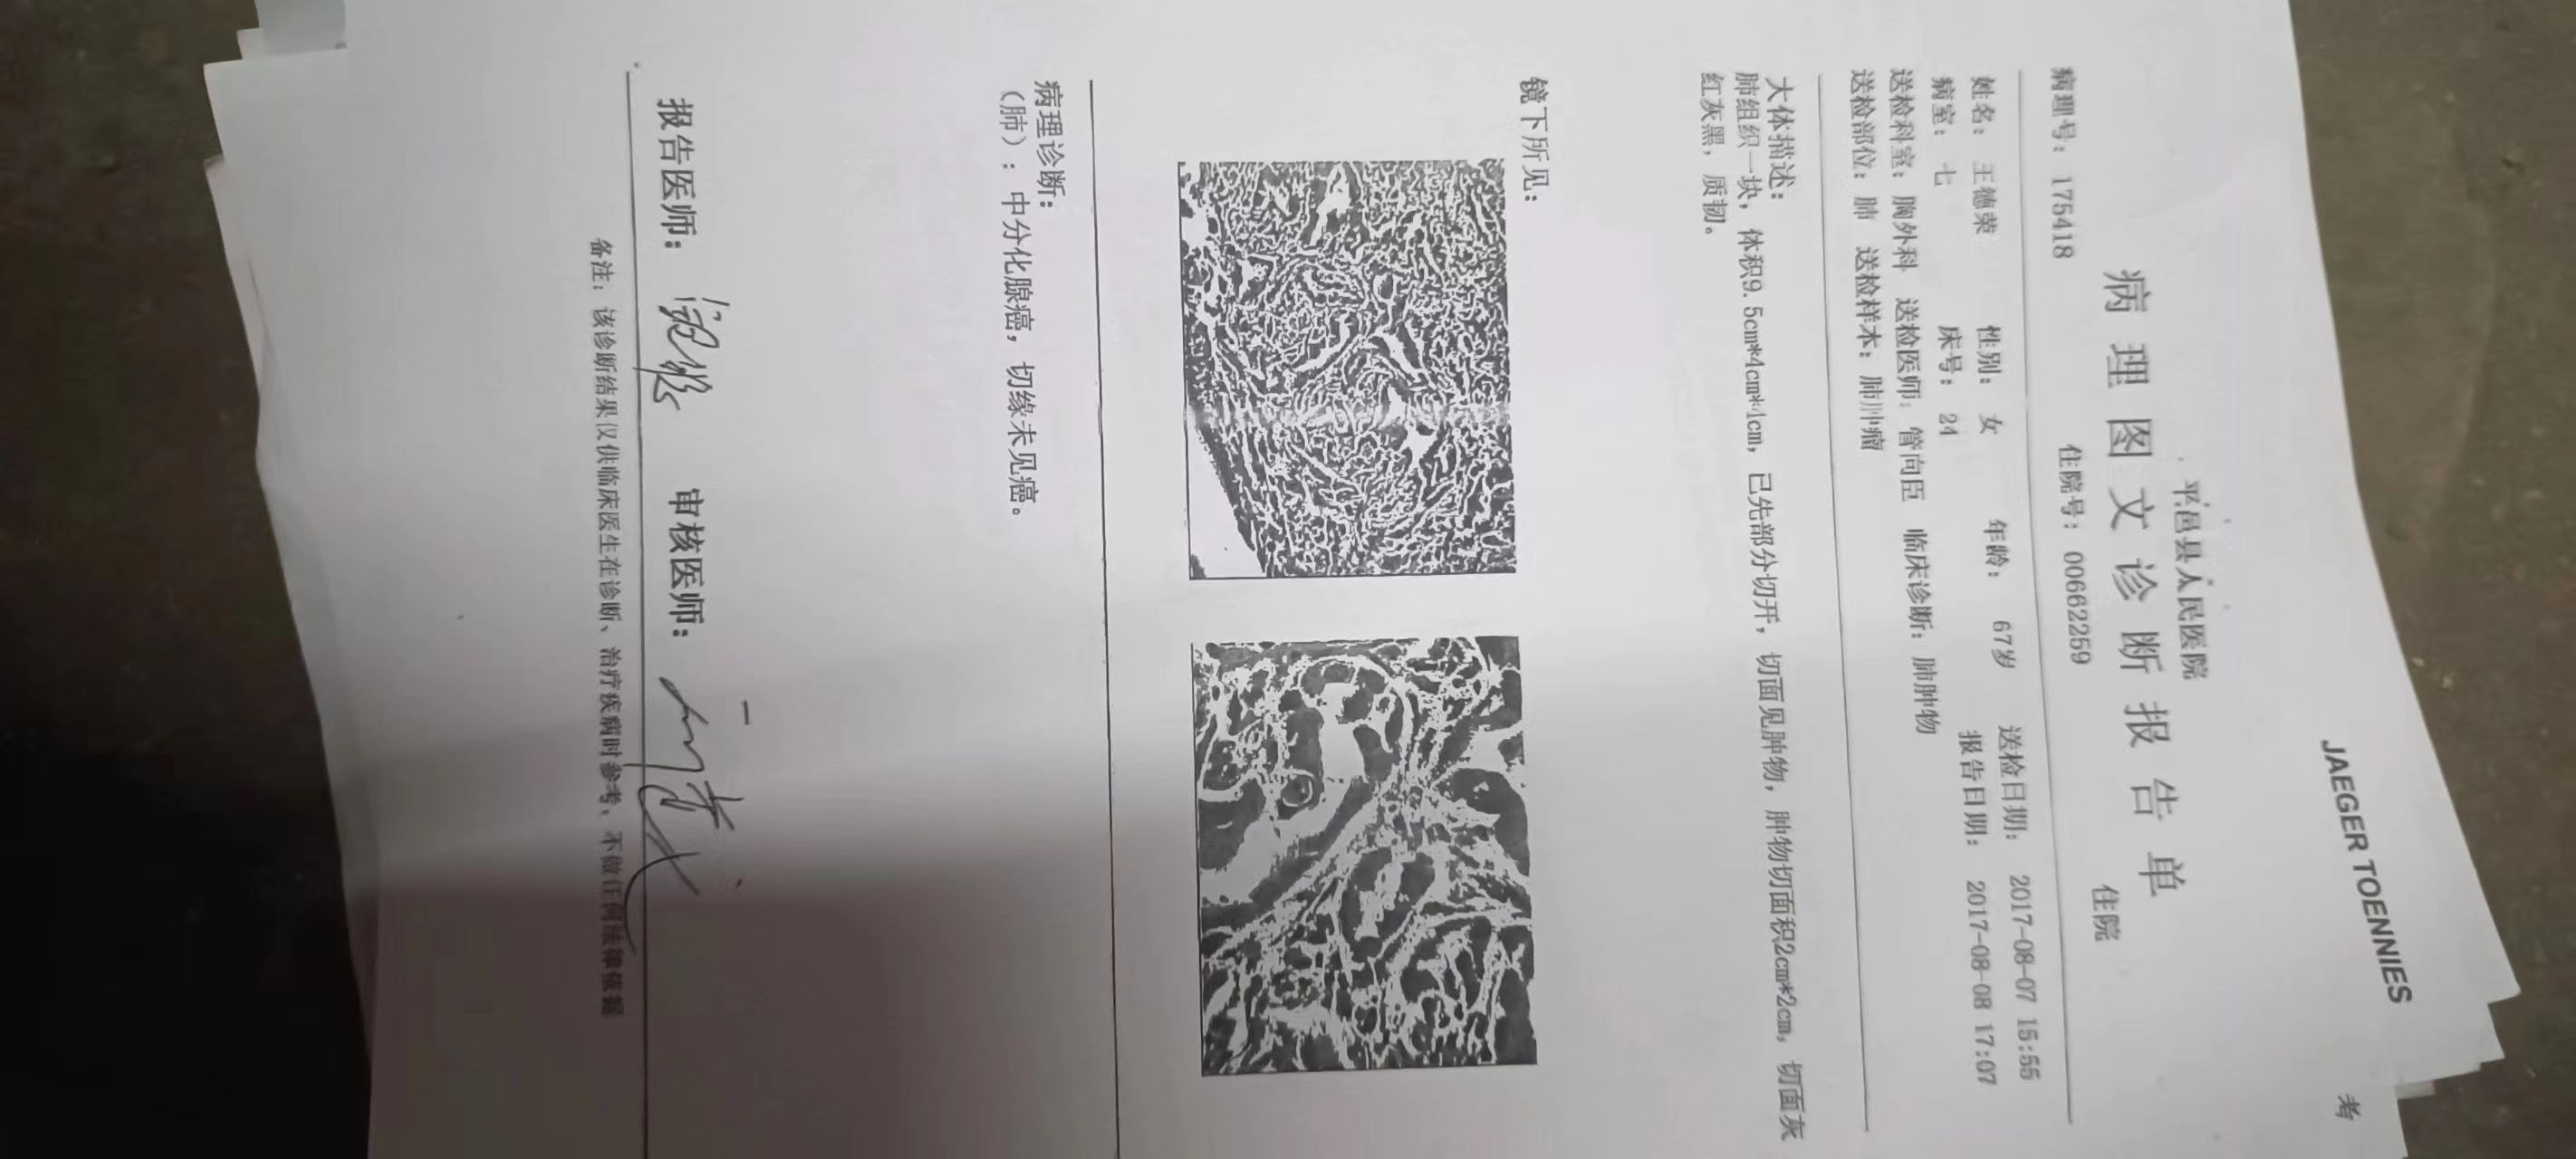 JAEGER TOENNIES
考
平邑县人民医院
病理图文诊断报告单
住院
病理号：175418 住院号：00662259
姓名：王德荣 性别：女 年龄：67岁 送检日期：2017-08-07 15:55
病室：七 床号：24 报告日期：2017-08-08 17:07
送检科室：胸外科 送检医师：管向臣 临床诊断：肺肿物
送检部位：肺 送检样本：肺肿瘤
大体描述：
肺组织一块，体积9.5cm*4cm*4cm，已先部分切开，切面见肿物，肿物切面积2cm*2cm，切面灰
红灰黑，质韧。
镜下所见：
病理诊断：
（肺）：中分化腺癌，切缘未见癌。
报告医师： 审核医师：
备注：该诊断结果仅供临床医生在诊断、治疗疾病时参考，不做任何法律依据